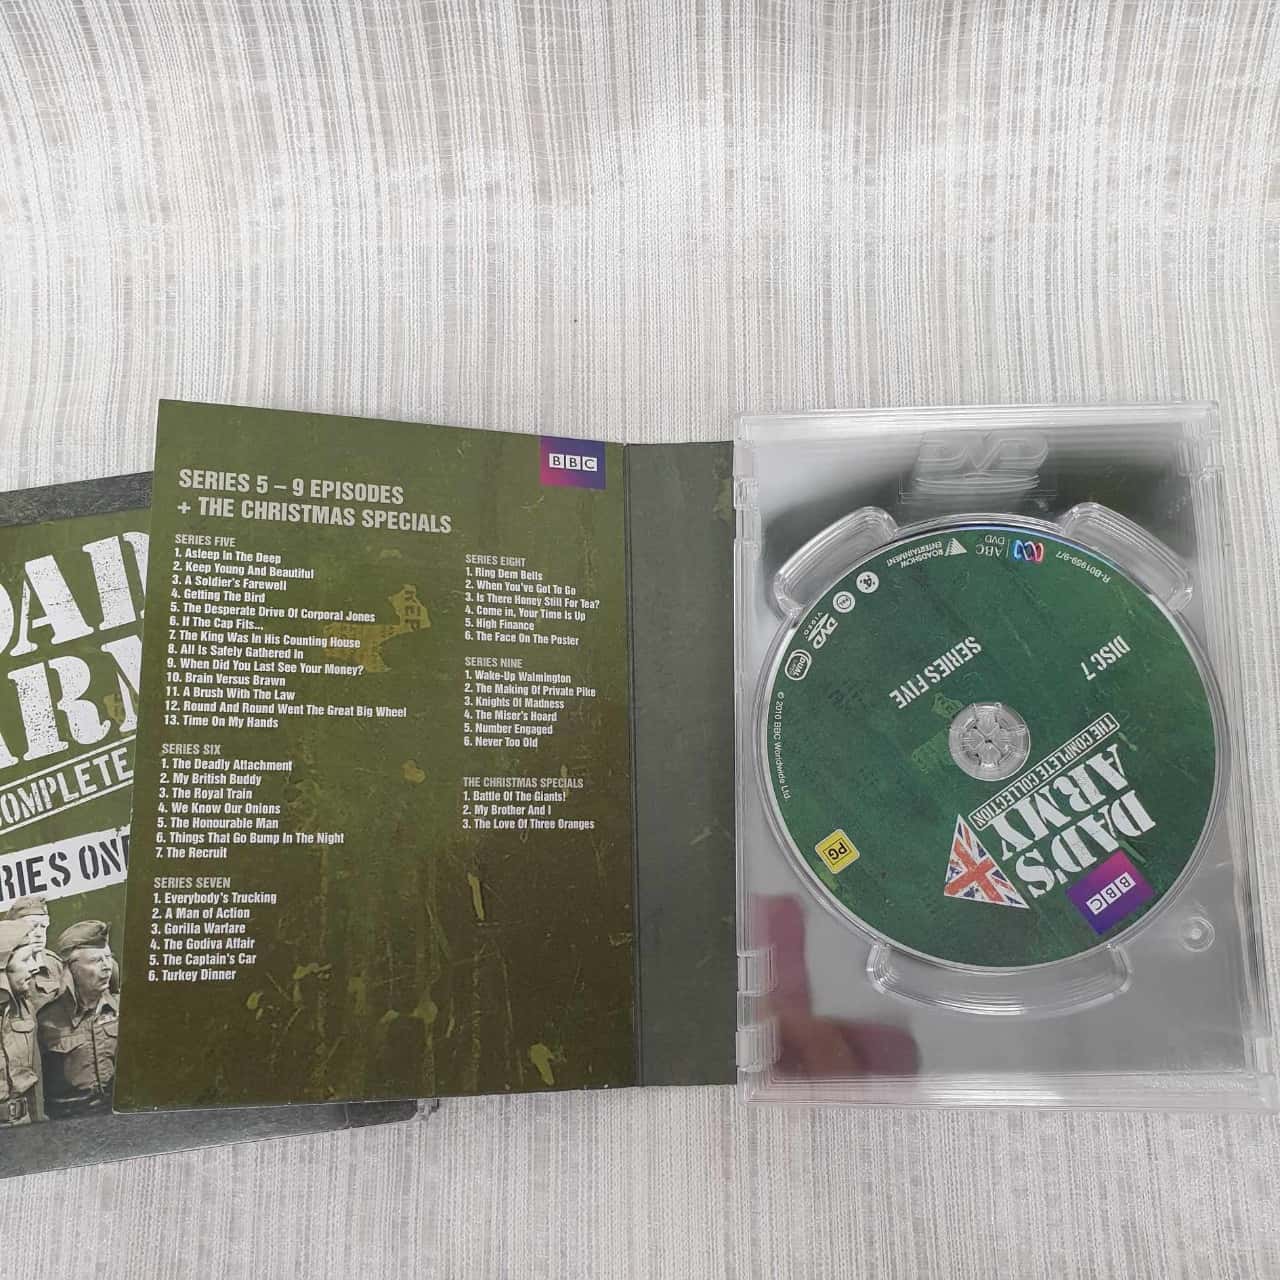 DAD
ARM
COMPLETE
RIES ONE
BBC
SERIES 5 – 9 EPISODES
+ THE CHRISTMAS SPECIALS
SERIES FIVE
1. Asleep In The Deep
2. Keep Young And Beautiful
3. A Soldier's Farewell
4. Getting The Bird
5. The Desperate Drive Of Corporal Jones
6. If The Cap Fits...
7. The King Was In His Counting House
8. All Is Safely Gathered In
9. When Did You Last See Your Money?
10. Brain Versus Brawn
11. A Brush With The Law
12. Round And Round Went The Great Big Wheel
13. Time On My Hands
SERIES SIX
1. The Deadly Attachment
2. My British Buddy
3. The Royal Train
4. We Know Our Onions
5. The Honourable Man
6. Things That Go Bump In The Night
7. The Recruit
SERIES SEVEN
1. Everybody's Trucking
2. A Man of Action
3. Gorilla Warfare
4. The Godiva Affair
5. The Captain's Car
6. Turkey Dinner
SERIES EIGHT
1. Ring Dem Bells
2. When You've Got To Go
3. Is There Honey Still For Tea?
4. Come in, Your Time Is Up
5. High Finance
6. The Face On The Poster
SERIES NINE
1. Wake-Up Walmington
2. The Making Of Private Pike
3. Knights Of Madness
4. The Miser's Hoard
5. Number Engaged
6. Never Too Old
THE CHRISTMAS SPECIALS
1. Battle Of The Giants!
2. My Brother And I
3. The Love Of Three Oranges
DVD
BBC
DAD'S
ARMY
THE COMPLETE COLLECTION
DISC 7
SERIES FIVE
PG
© 2010 BBC Worldwide Ltd.
DUAL
DVD
VIDEO
4
ROADSHOW
ENTERTAINMENT
ABC
DVD
R-B01959-9/7